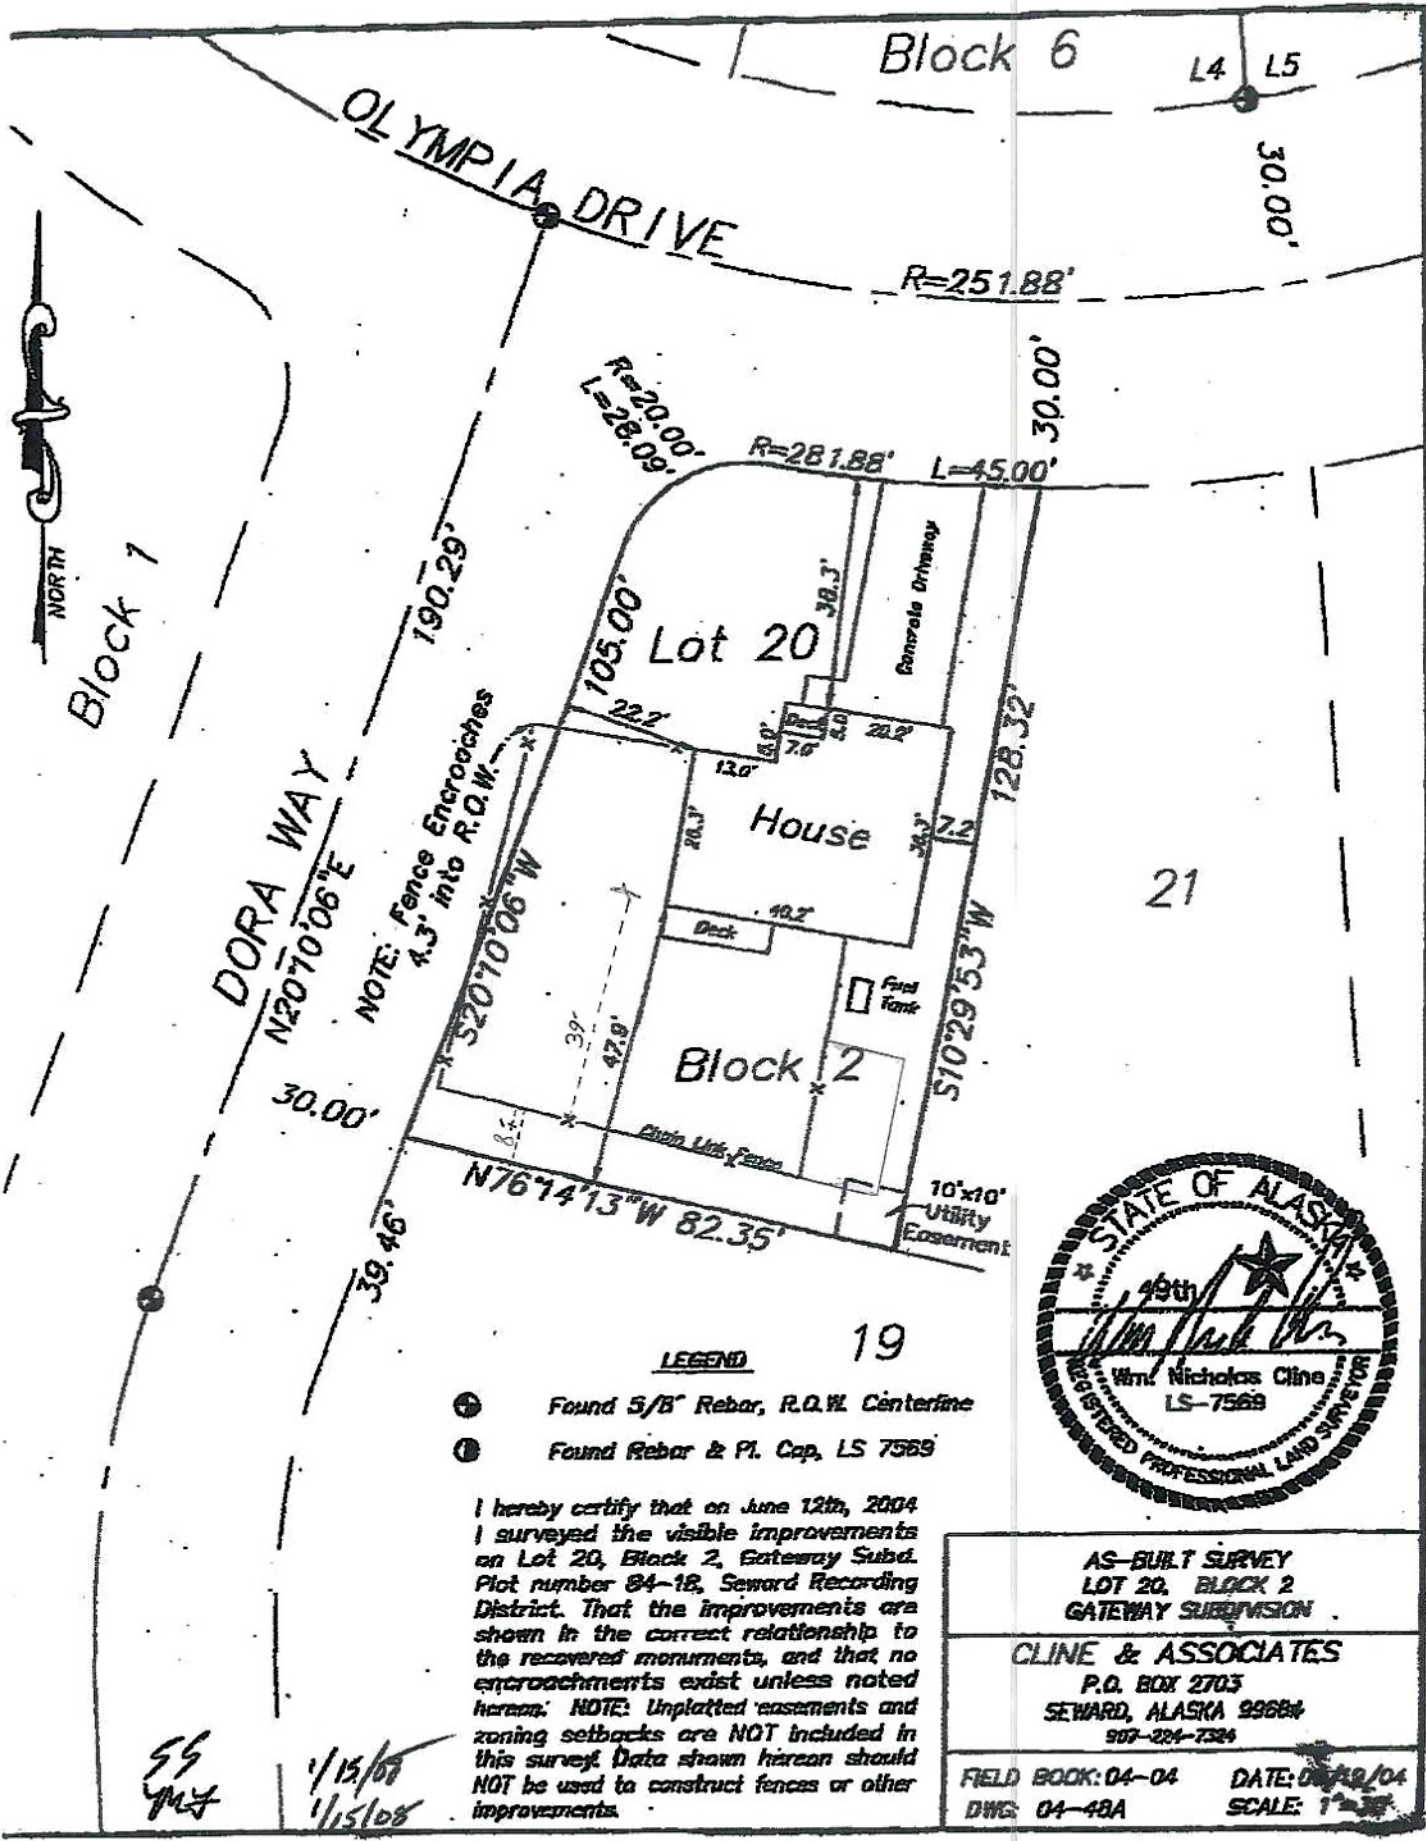 Block 6
L4 L5
30.00'
OLYMPIA DRIVE
R=251.88'
30.00'
R=20.00'
L=28.09'
R=281.88' L=45.00'
NORTH
Block 1
190.29'
105.00'
Lot 20
38.3'
Concrete Driveway
22.2'
Deck
7.0'
20.2'
13.0'
128.32'
NOTE: Fence Encroaches
4.3' into R.O.W.
House
7.2
DORA WAY
N20°10'06"E
S20°10'06"W
40.2'
Deck
21
Fuel
Tank
S10°29'53"W
39'
47.9'
Block 2
30.00'
Chain Link Fence
N76°14'13"W 82.35'
10'x10'
Utility
Easement
39.46'
19
STATE OF ALASKA
49th
Wm. Nicholas Cline
LS-7569
REGISTERED PROFESSIONAL LAND SURVEYOR
LEGEND
Found 5/8" Rebar, R.O.W. Centerline
Found Rebar & Pl. Cap, LS 7569
I hereby certify that on June 12th, 2004
I surveyed the visible improvements
on Lot 20, Block 2, Gateway Subd.
Plat number 84-18, Seward Recording
District. That the improvements are
shown in the correct relationship to
the recovered monuments, and that no
encroachments exist unless noted
hereon. NOTE: Unplatted easements and
zoning setbacks are NOT included in
this survey. Data shown hereon should
NOT be used to construct fences or other
improvements.
AS-BUILT SURVEY
LOT 20, BLOCK 2
GATEWAY SUBDIVISION
CLINE & ASSOCIATES
P.O. BOX 2703
SEWARD, ALASKA 99664
907-224-7324
FIELD BOOK: 04-04
DWG: 04-48A
DATE:
SCALE:
SS 1/15/08
1/15/08